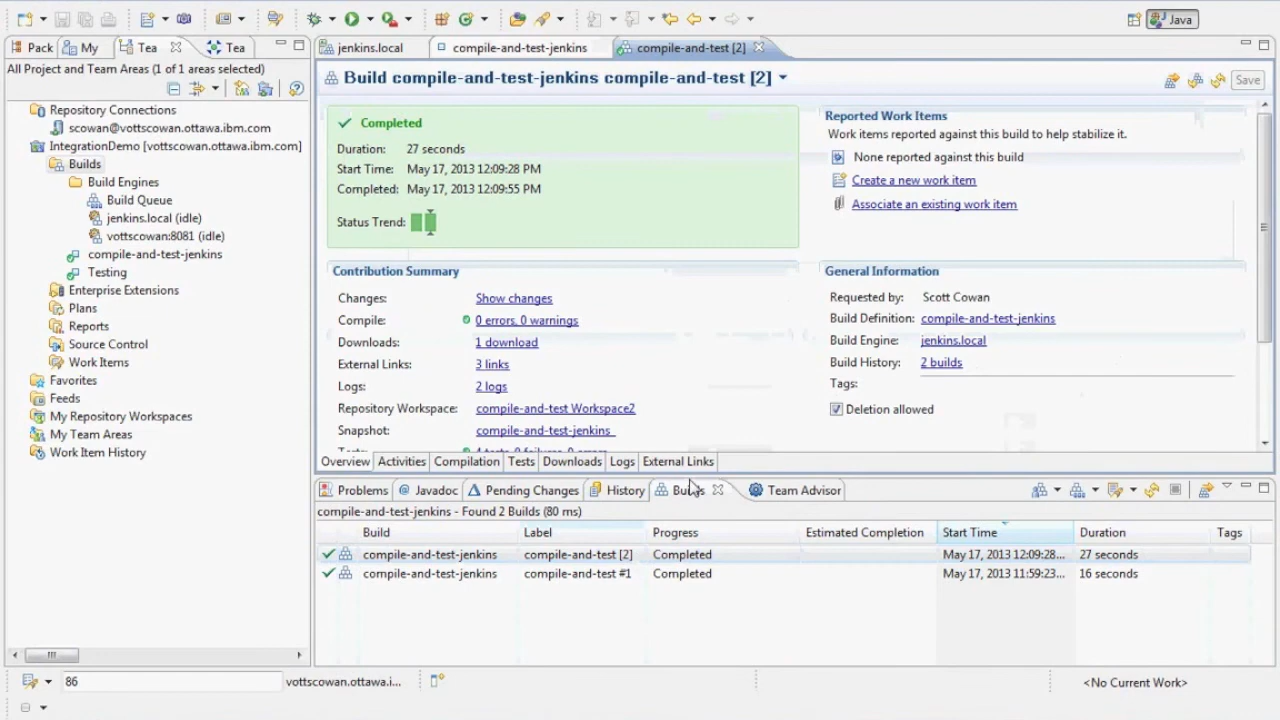 Java
Pack
My
Tea
Tea
jenkins.local
compile-and-test-jenkins
compile-and-test [2]
All Project and Team Areas (1 of 1 areas selected)
Repository Connections
scowan@vottscowan.ottawa.ibm.com
IntegrationDemo [vottscowan.ottawa.ibm.com]
Builds
Build Engines
Build Queue
jenkins.local (idle)
vottscowan:8081 (idle)
compile-and-test-jenkins
Testing
Enterprise Extensions
Plans
Reports
Source Control
Work Items
Favorites
Feeds
My Repository Workspaces
My Team Areas
Work Item History
Build compile-and-test-jenkins compile-and-test [2]
Save
Completed
Duration: 27 seconds
Start Time: May 17, 2013 12:09:28 PM
Completed: May 17, 2013 12:09:55 PM
Status Trend:
Reported Work Items
Work items reported against this build to help stabilize it.
None reported against this build
Create a new work item
Associate an existing work item
Contribution Summary
Changes: Show changes
Compile: 0 errors, 0 warnings
Downloads: 1 download
External Links: 3 links
Logs: 2 logs
Repository Workspace: compile-and-test Workspace2
Snapshot: compile-and-test-jenkins_
Tests: 4 tests, 0 failures, 0 errors
General Information
Requested by: Scott Cowan
Build Definition: compile-and-test-jenkins
Build Engine: jenkins.local
Build History: 2 builds
Tags:
Deletion allowed
Overview Activities Compilation Tests Downloads Logs External Links
Problems Javadoc Pending Changes History Builds Team Advisor
compile-and-test-jenkins - Found 2 Builds (80 ms)
Build Label Progress Estimated Completion Start Time Duration Tags
compile-and-test-jenkins compile-and-test [2] Completed May 17, 2013 12:09:28... 27 seconds
compile-and-test-jenkins compile-and-test #1 Completed May 17, 2013 11:59:23... 16 seconds
86
vottscowan.ottawa.i...
<No Current Work>